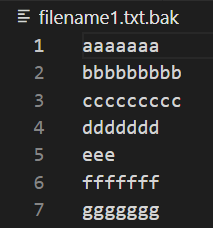 filename1.txt.bak
1 aaaaaaa
2 bbbbbbbbb
3 ccccccccc
4 ddddddd
5 eee
6 fffffff
7 ggggggg